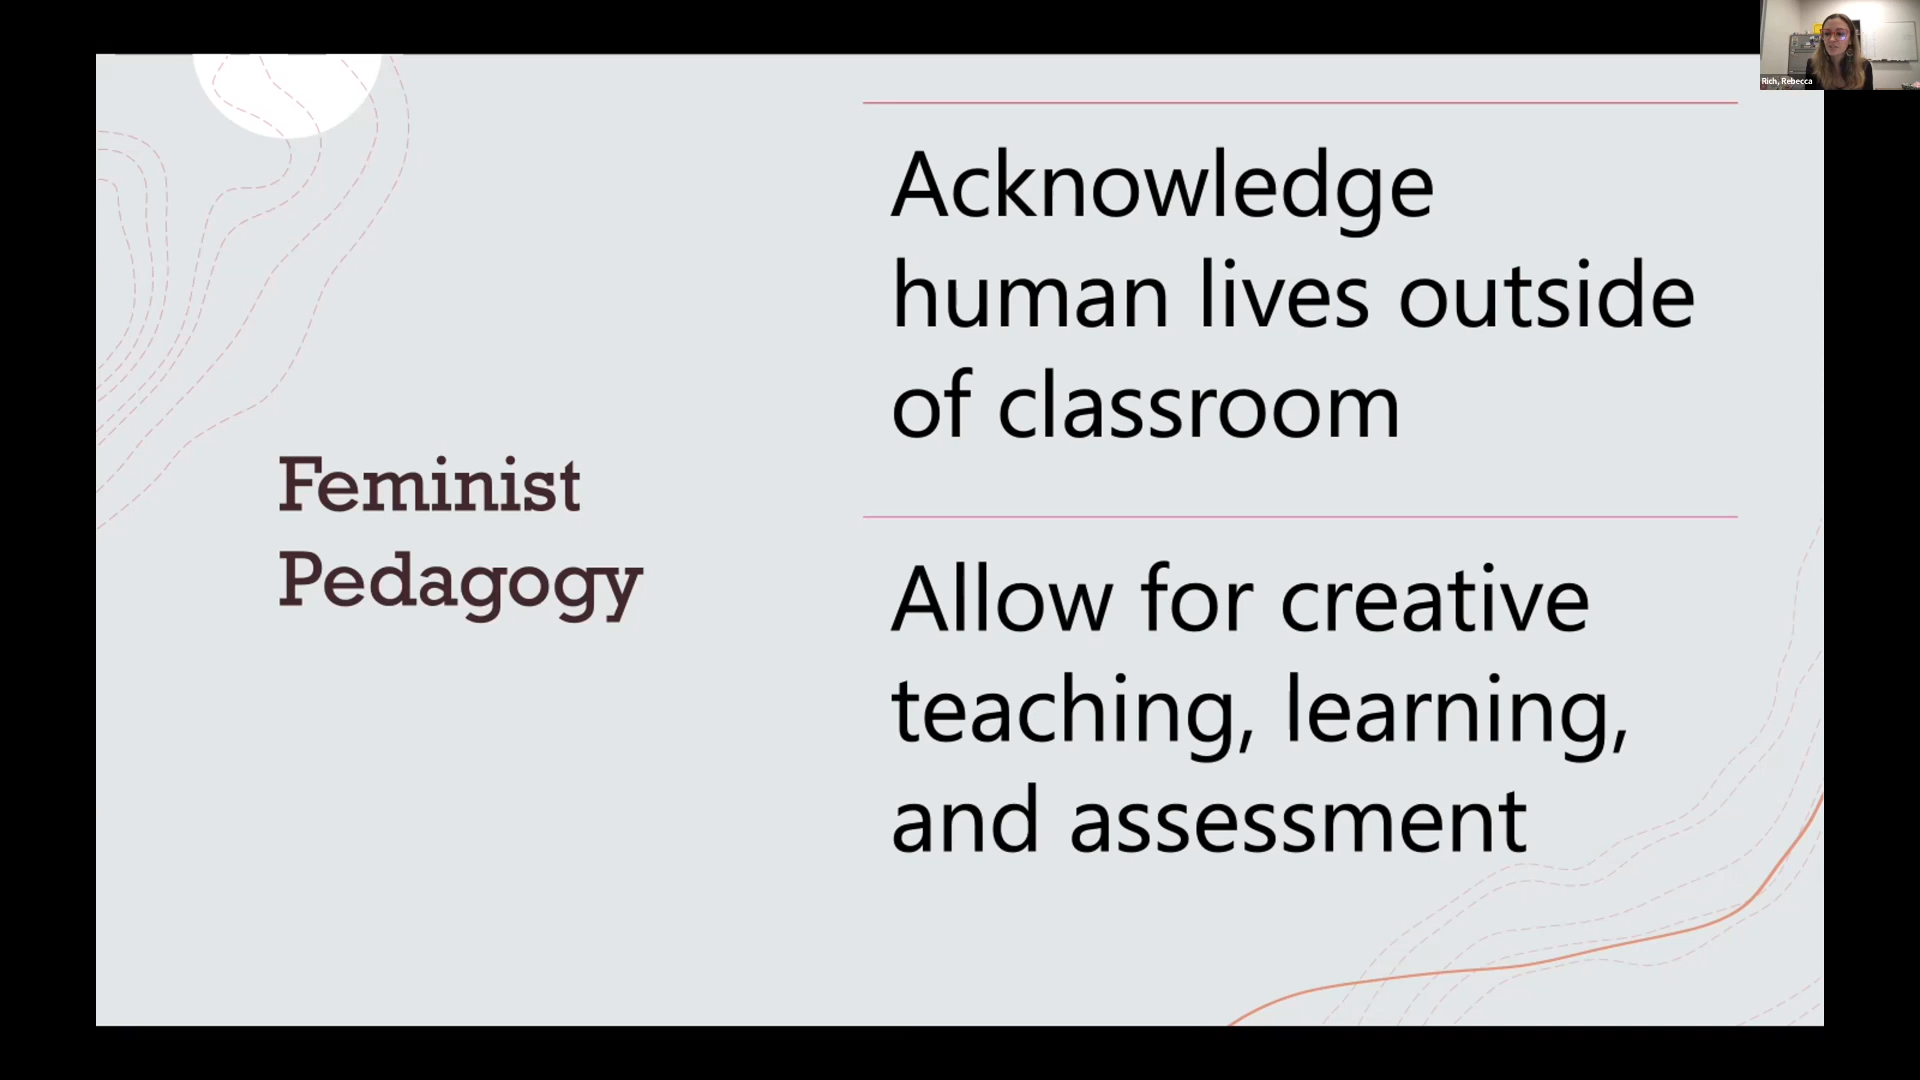 Rich, Rebecca
Feminist
Pedagogy
Acknowledge
human lives outside
of classroom
Allow for creative
teaching, learning,
and assessment